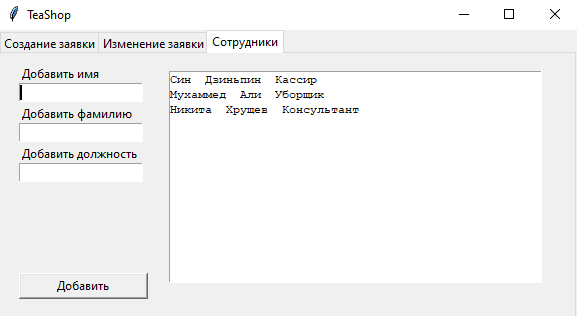 TeaShop
Создание заявки Изменение заявки Сотрудники
Добавить имя
Добавить фамилию
Добавить должность
Добавить
Син Дзиньпин Кассир
Мухаммед Али Уборщик
Никита Хрущев Консультант